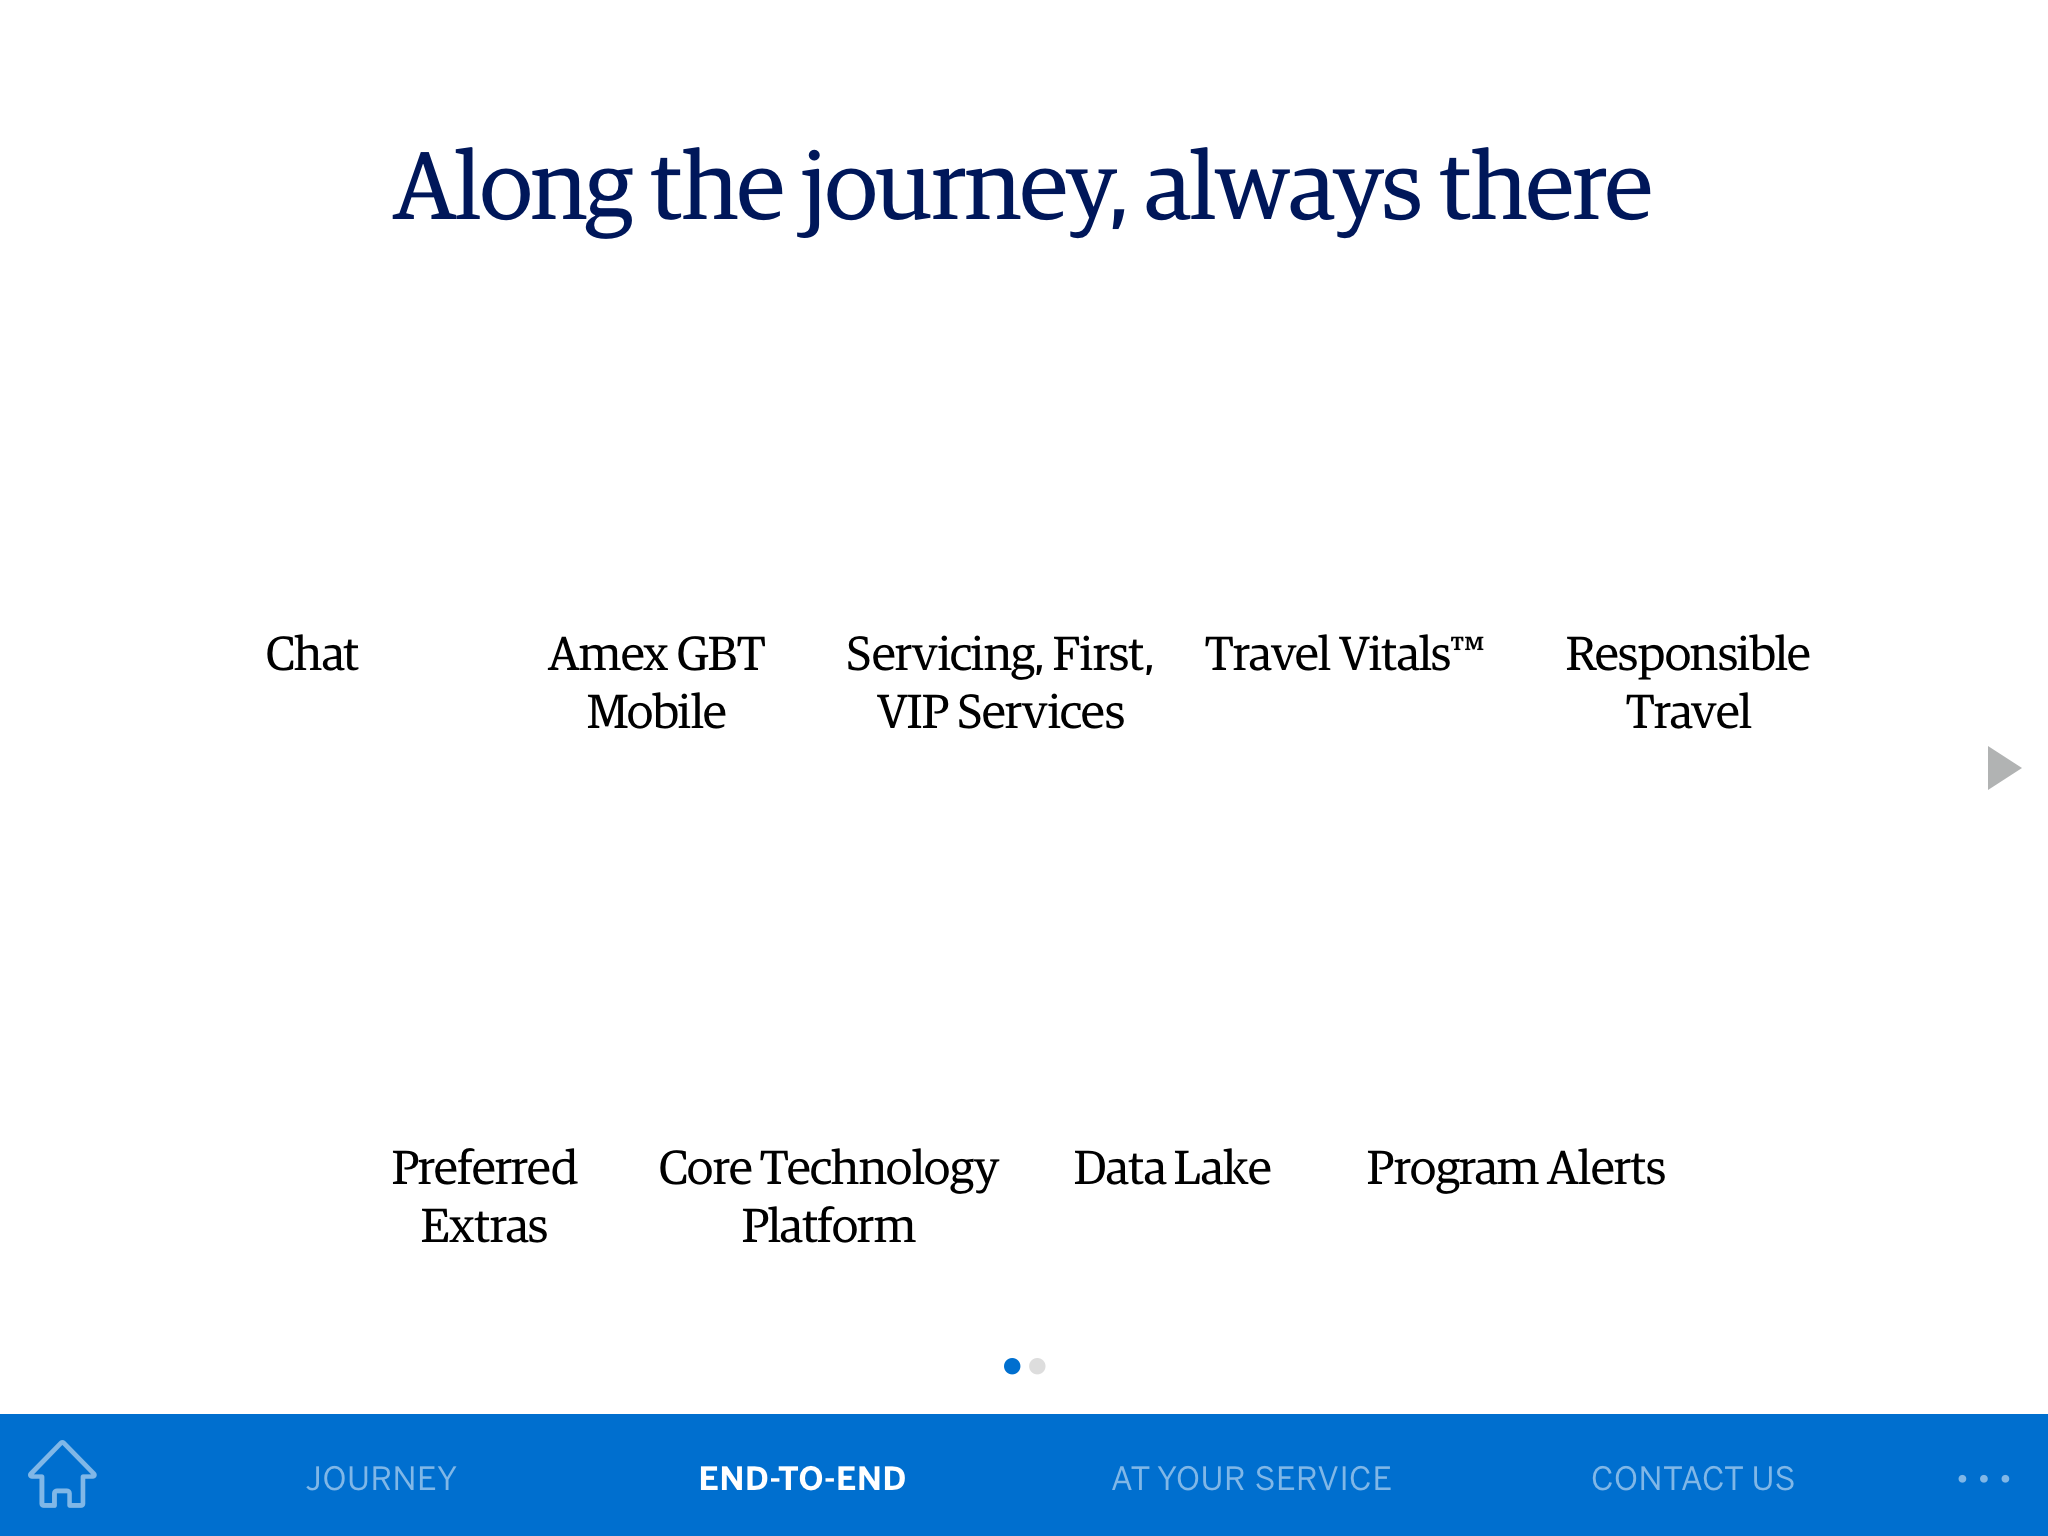 Along the journey, always there
Chat
Amex GBT
Mobile
Servicing, First,
VIP Services
Travel Vitals™
Responsible
Travel
Preferred
Extras
Core Technology
Platform
Data Lake
Program Alerts
JOURNEY
END-TO-END
AT YOUR SERVICE
CONTACT US